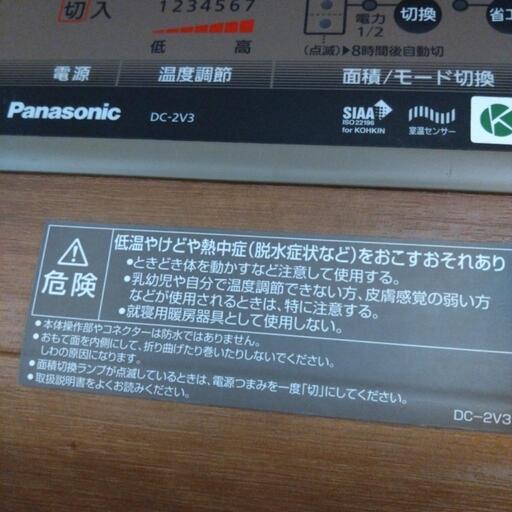 切 入
1234567
低 高
電源 温度調節
電力
1/2
切換
省エ
(点滅)▶8時間後自動切
面積/モード切換
Panasonic DC-2V3
SIAA
ISO 22196
for KOHKIN
室温センサー
K
危険
低温やけどや熱中症(脱水症状など)をおこすおそれあり
●ときどき体を動かすなど注意して使用する。
●乳幼児や自分で温度調節できない方、皮膚感覚の弱い方
などが使用されるときは、特に注意する。
●就寝用暖房器具として使用しない。
●本体操作部やコネクターは防水ではありません。
●おもて面を内側にして、折り曲げたり巻いたりしないでください。
しわの原因になります。
●面積切換ランプが点滅しているときは、電源つまみを一度「切」にしてください。
●取扱説明書をよくお読みください。
DC-2V3